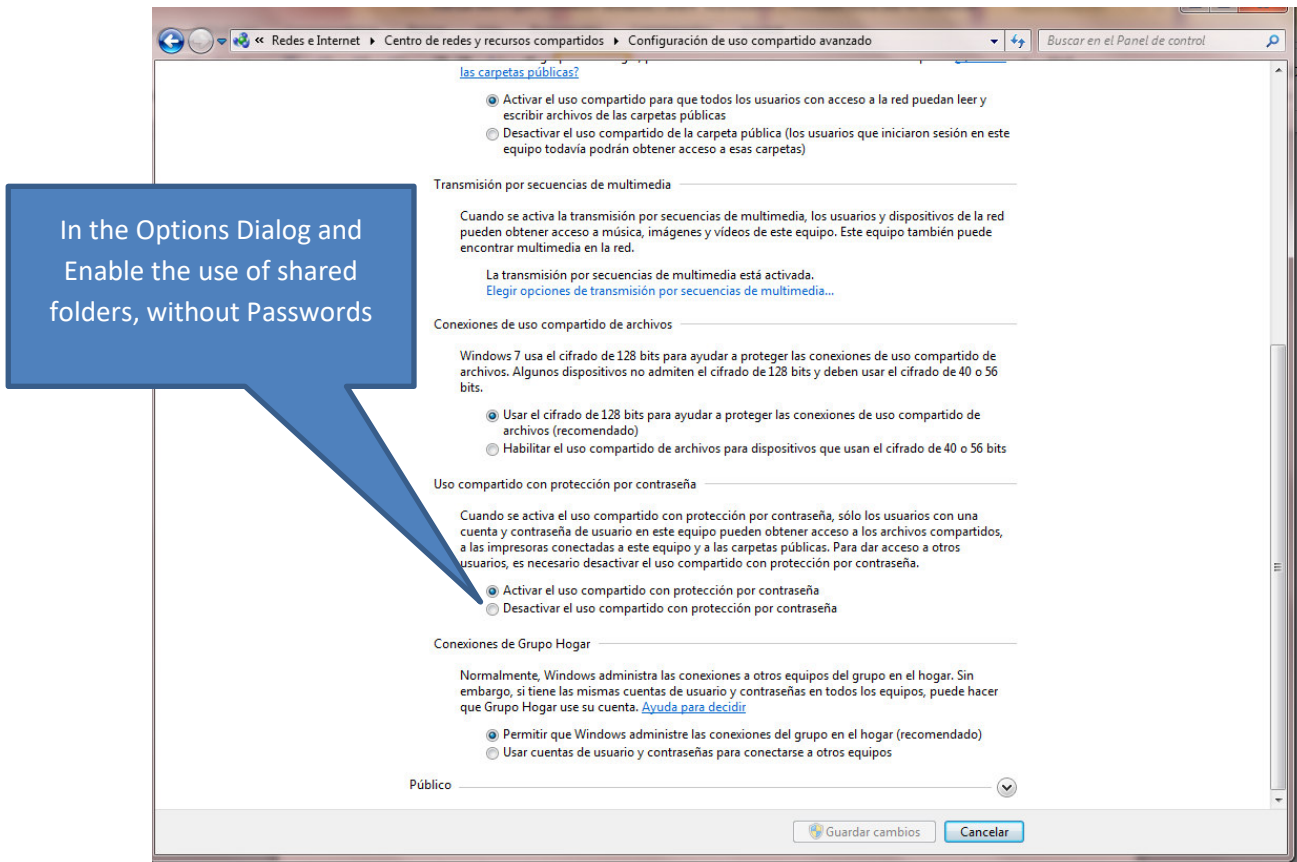 « Redes e Internet ▸ Centro de redes y recursos compartidos ▸ Configuración de uso compartido avanzado
Buscar en el Panel de control
las carpetas públicas?
Activar el uso compartido para que todos los usuarios con acceso a la red puedan leer y
escribir archivos de las carpetas públicas
Desactivar el uso compartido de la carpeta pública (los usuarios que iniciaron sesión en este
equipo todavía podrán obtener acceso a esas carpetas)
Transmisión por secuencias de multimedia
Cuando se activa la transmisión por secuencias de multimedia, los usuarios y dispositivos de la red
pueden obtener acceso a música, imágenes y vídeos de este equipo. Este equipo también puede
encontrar multimedia en la red.
La transmisión por secuencias de multimedia está activada.
Elegir opciones de transmisión por secuencias de multimedia...
In the Options Dialog and
Enable the use of shared
folders, without Passwords
Conexiones de uso compartido de archivos
Windows 7 usa el cifrado de 128 bits para ayudar a proteger las conexiones de uso compartido de
archivos. Algunos dispositivos no admiten el cifrado de 128 bits y deben usar el cifrado de 40 o 56
bits.
Usar el cifrado de 128 bits para ayudar a proteger las conexiones de uso compartido de
archivos (recomendado)
Habilitar el uso compartido de archivos para dispositivos que usan el cifrado de 40 o 56 bits
Uso compartido con protección por contraseña
Cuando se activa el uso compartido con protección por contraseña, sólo los usuarios con una
cuenta y contraseña de usuario en este equipo pueden obtener acceso a los archivos compartidos,
a las impresoras conectadas a este equipo y a las carpetas públicas. Para dar acceso a otros
usuarios, es necesario desactivar el uso compartido con protección por contraseña.
Activar el uso compartido con protección por contraseña
Desactivar el uso compartido con protección por contraseña
Conexiones de Grupo Hogar
Normalmente, Windows administra las conexiones a otros equipos del grupo en el hogar. Sin
embargo, si tiene las mismas cuentas de usuario y contraseñas en todos los equipos, puede hacer
que Grupo Hogar use su cuenta. Ayuda para decidir
Permitir que Windows administre las conexiones del grupo en el hogar (recomendado)
Usar cuentas de usuario y contraseñas para conectarse a otros equipos
Público
Guardar cambios
Cancelar